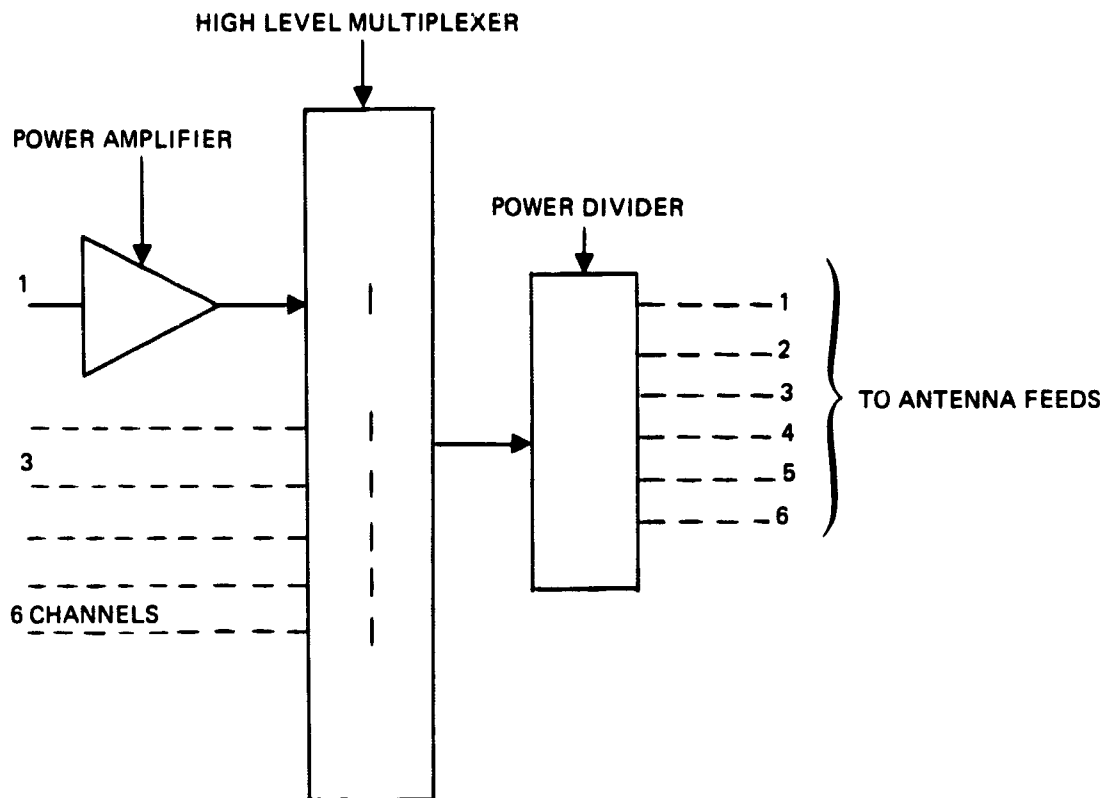 HIGH LEVEL MULTIPLEXER
POWER AMPLIFIER
POWER DIVIDER
1
1
2
3
TO ANTENNA FEEDS
4
3
5
6
6 CHANNELS